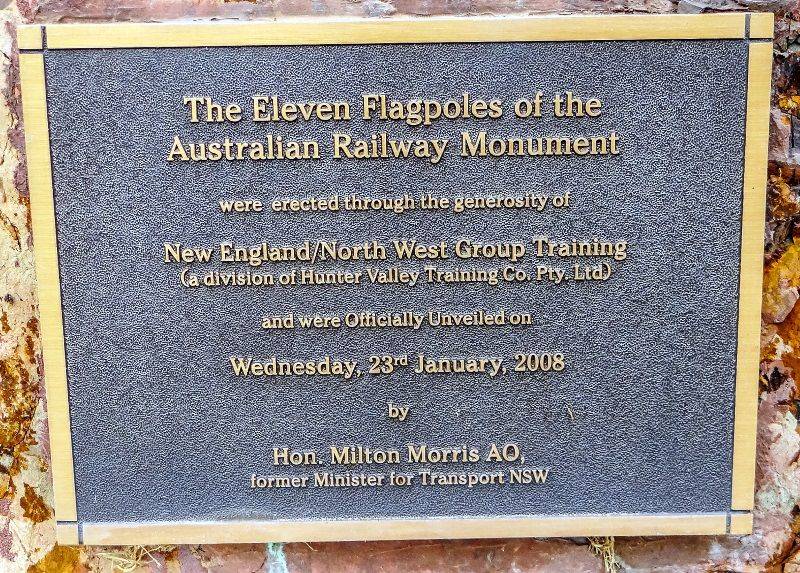 The Eleven Flagpoles of the
Australian Railway Monument
were erected through the generosity of
New England/North West Group Training
(a division of Hunter Valley Training Co. Pty. Ltd)
and were Officially Unveiled on
Wednesday, 23rd January, 2008
by
Hon. Milton Morris AO,
former Minister for Transport NSW